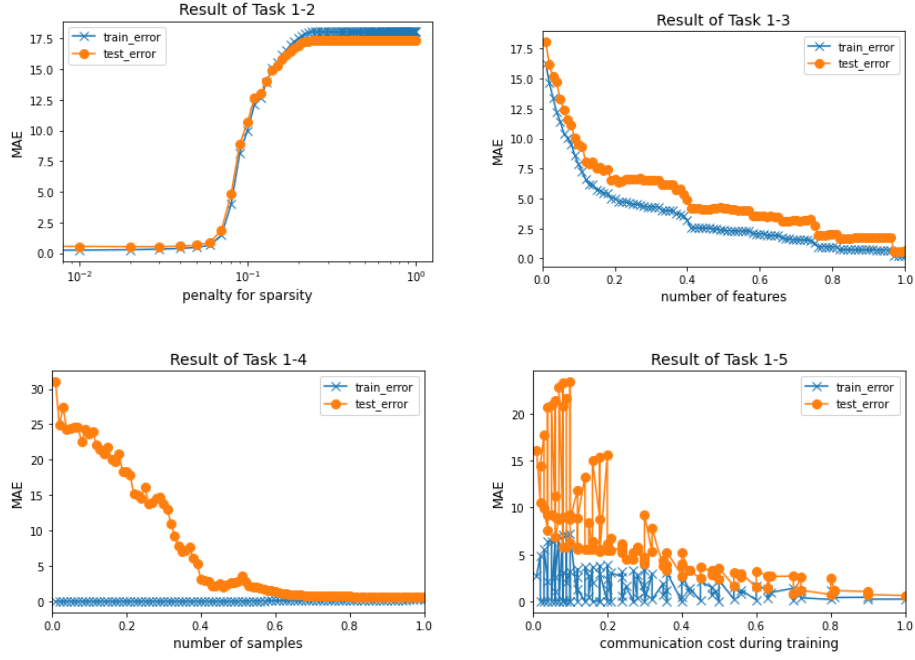 Result of Task 1-2
train_error
test_error
MAE
17.5
15.0
12.5
10.0
7.5
5.0
2.5
0.0
10⁻² 10⁻¹ 10⁰
penalty for sparsity
Result of Task 1-3
train_error
test_error
MAE
17.5
15.0
12.5
10.0
7.5
5.0
2.5
0.0
0.0 0.2 0.4 0.6 0.8 1.0
number of features
Result of Task 1-4
train_error
test_error
MAE
30
25
20
15
10
5
0
0.0 0.2 0.4 0.6 0.8 1.0
number of samples
Result of Task 1-5
train_error
test_error
MAE
20
15
10
5
0
0.0 0.2 0.4 0.6 0.8 1.0
communication cost during training